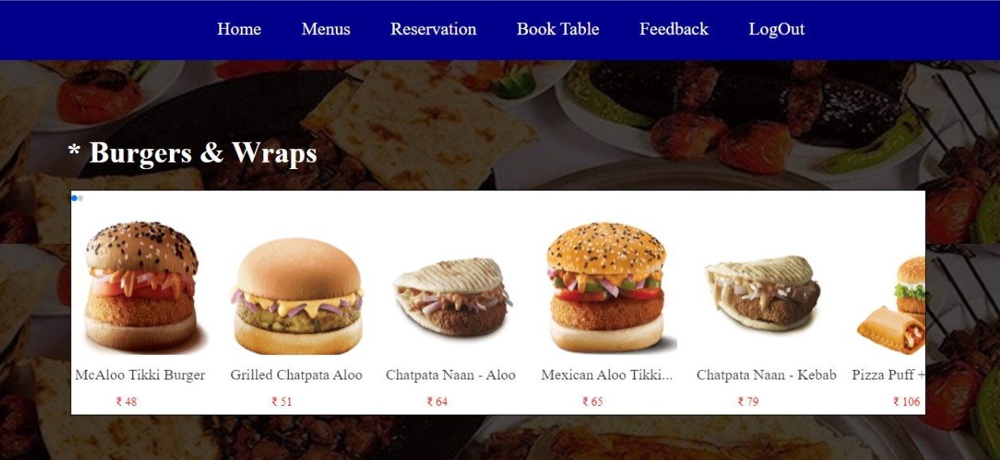 Home Menus Reservation Book Table Feedback LogOut
* Burgers & Wraps
McAloo Tikki Burger Grilled Chatpata Aloo Chatpata Naan - Aloo Mexican Aloo Tikki... Chatpata Naan - Kebab Pizza Puff +
₹ 48 ₹ 51 ₹ 64 ₹ 65 ₹ 79 ₹ 106